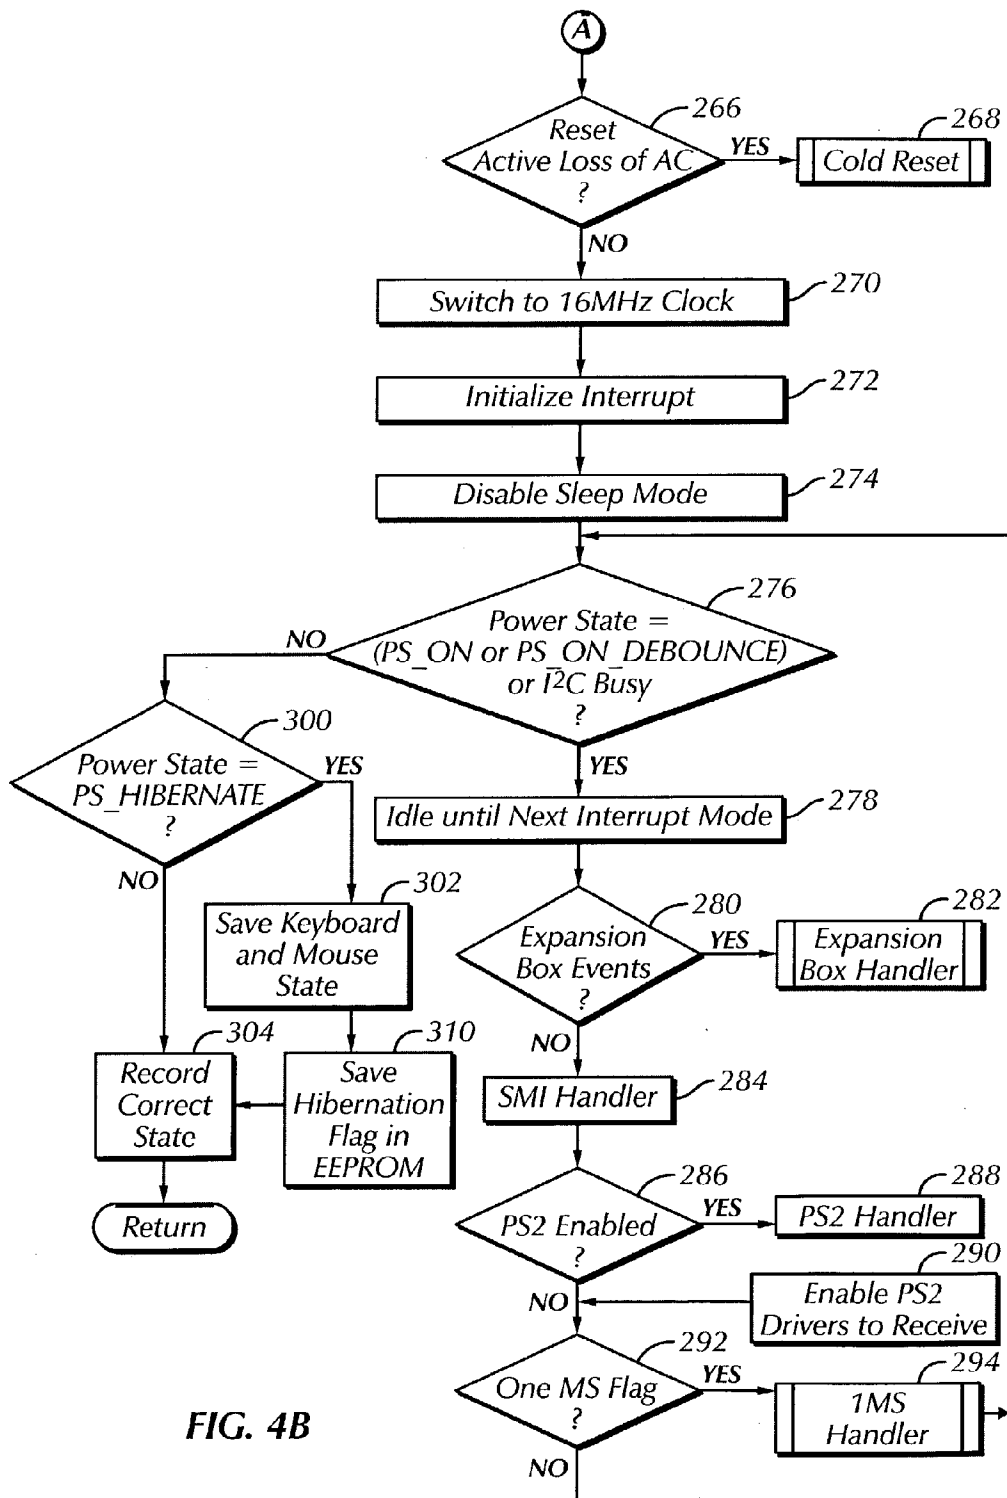 A
266
Reset
Active Loss of AC
?
YES
268
Cold Reset
NO
Switch to 16MHz Clock
270
Initialize Interrupt
272
Disable Sleep Mode
274
276
Power State =
(PS_ON or PS_ON_DEBOUNCE)
or I²C Busy
?
NO
YES
300
Power State =
PS_HIBERNATE
?
YES
NO
Idle until Next Interrupt Mode
278
302
Save Keyboard
and Mouse
State
280
Expansion
Box Events
?
YES
282
Expansion
Box Handler
NO
304
Record
Correct
State
310
Save
Hibernation
Flag in
EEPROM
SMI Handler
284
Return
286
PS2 Enabled
?
YES
288
PS2 Handler
NO
290
Enable PS2
Drivers to Receive
292
One MS Flag
?
YES
294
1MS
Handler
NO
FIG. 4B